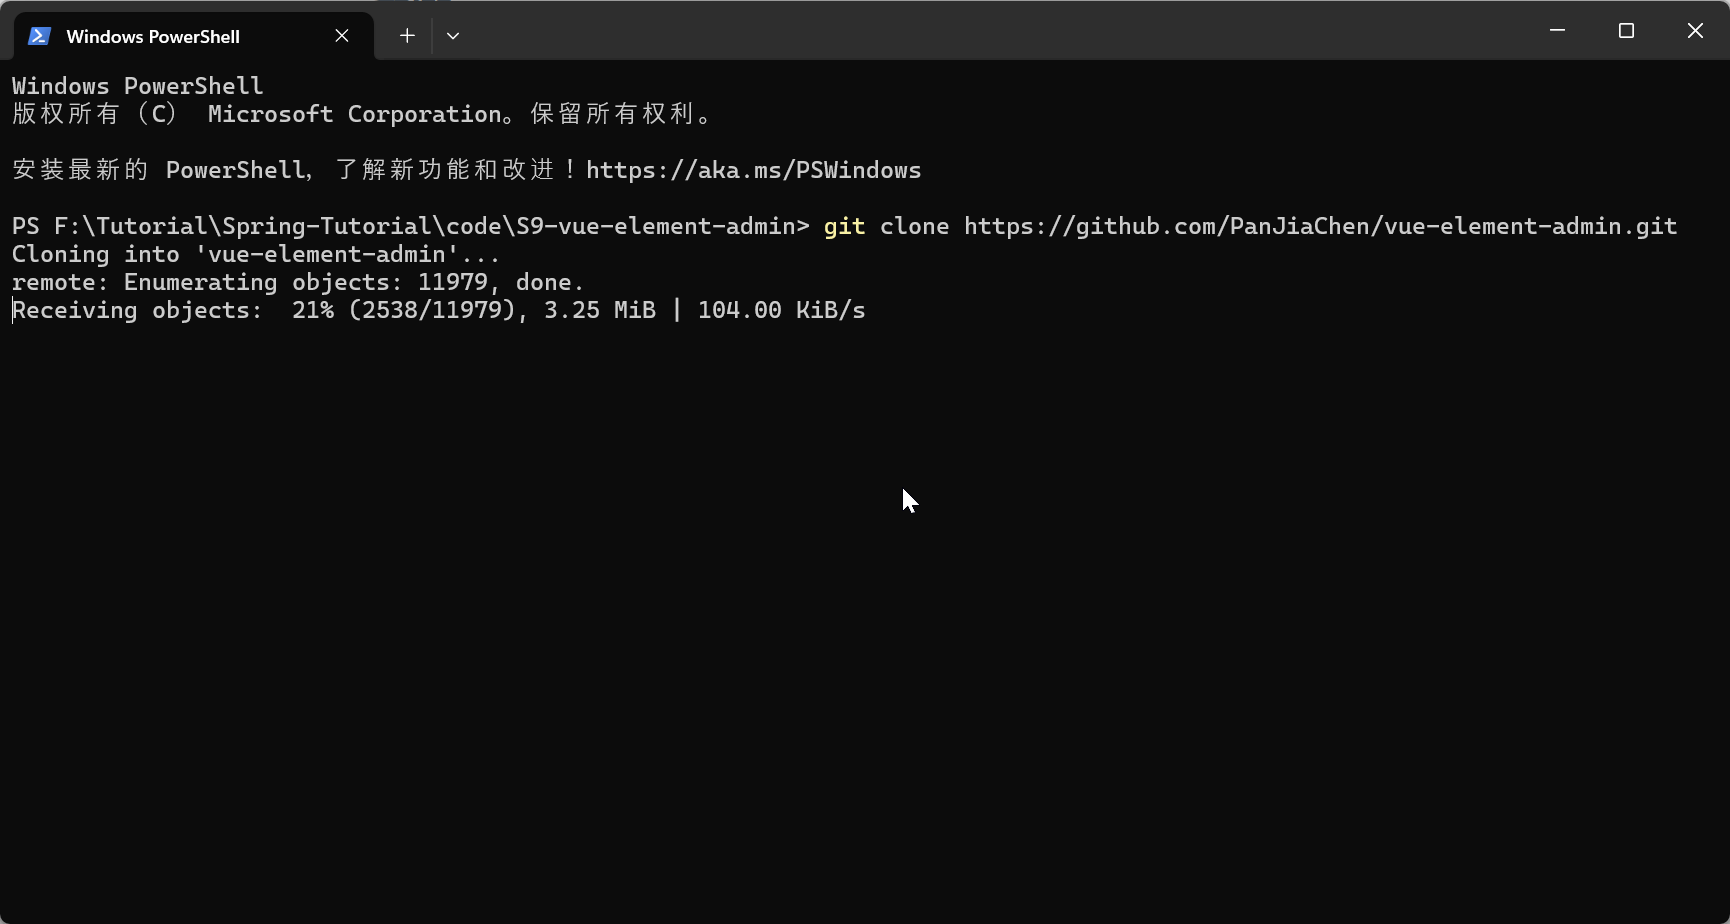 Windows PowerShell
Windows PowerShell
版权所有（C） Microsoft Corporation。保留所有权利。
安装最新的 PowerShell，了解新功能和改进！https://aka.ms/PSWindows
PS F:\Tutorial\Spring-Tutorial\code\S9-vue-element-admin> git clone https://github.com/PanJiaChen/vue-element-admin.git
Cloning into 'vue-element-admin'...
remote: Enumerating objects: 11979, done.
Receiving objects:  21% (2538/11979), 3.25 MiB | 104.00 KiB/s